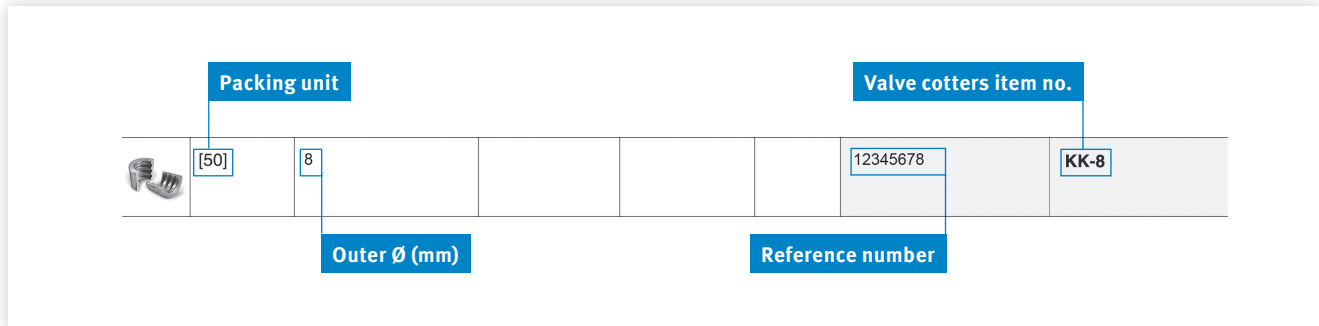 Packing unit
Valve cotters item no.
[50]
8
12345678
KK-8
Outer Ø (mm)
Reference number